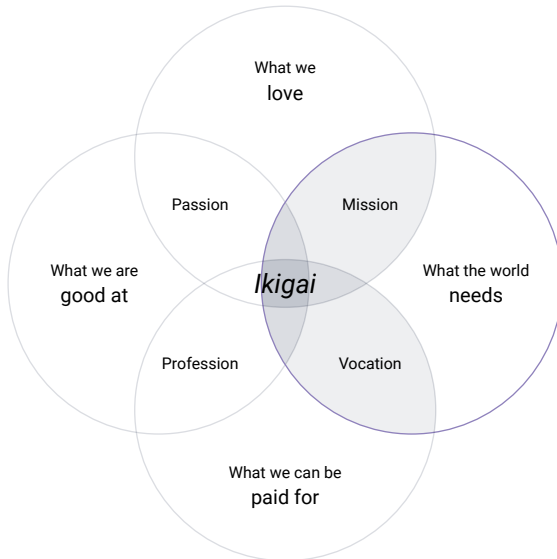 What we
love
Passion
Mission
What we are
good at
Ikigai
What the world
needs
Profession
Vocation
What we can be
paid for